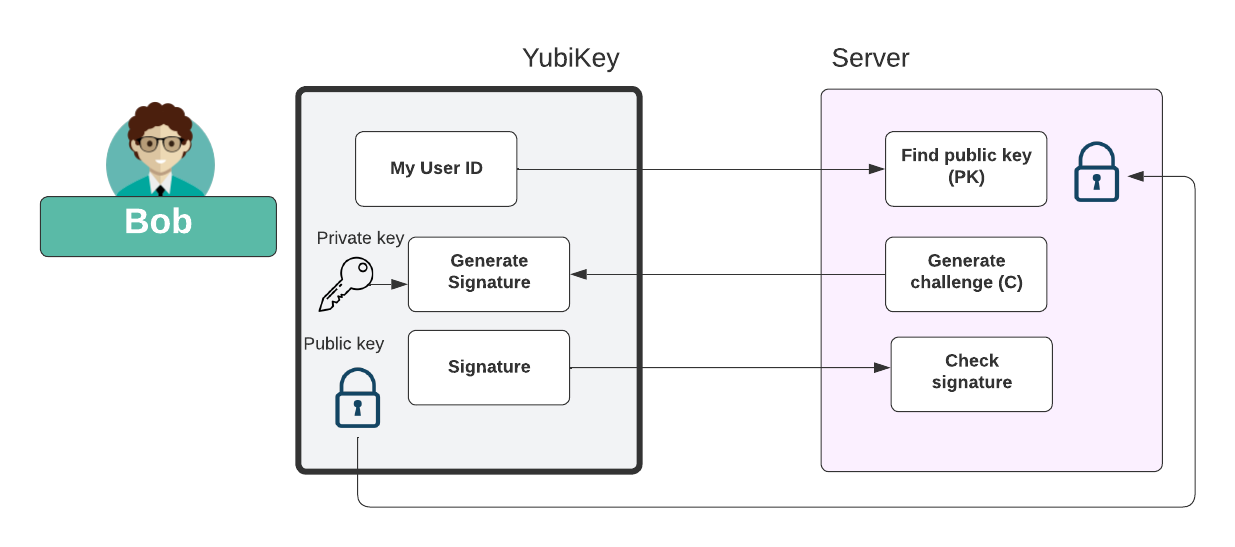 YubiKey
Server
Bob
My User ID
Find public key
(PK)
Private key
Generate
Signature
Generate
challenge (C)
Public key
Signature
Check
signature